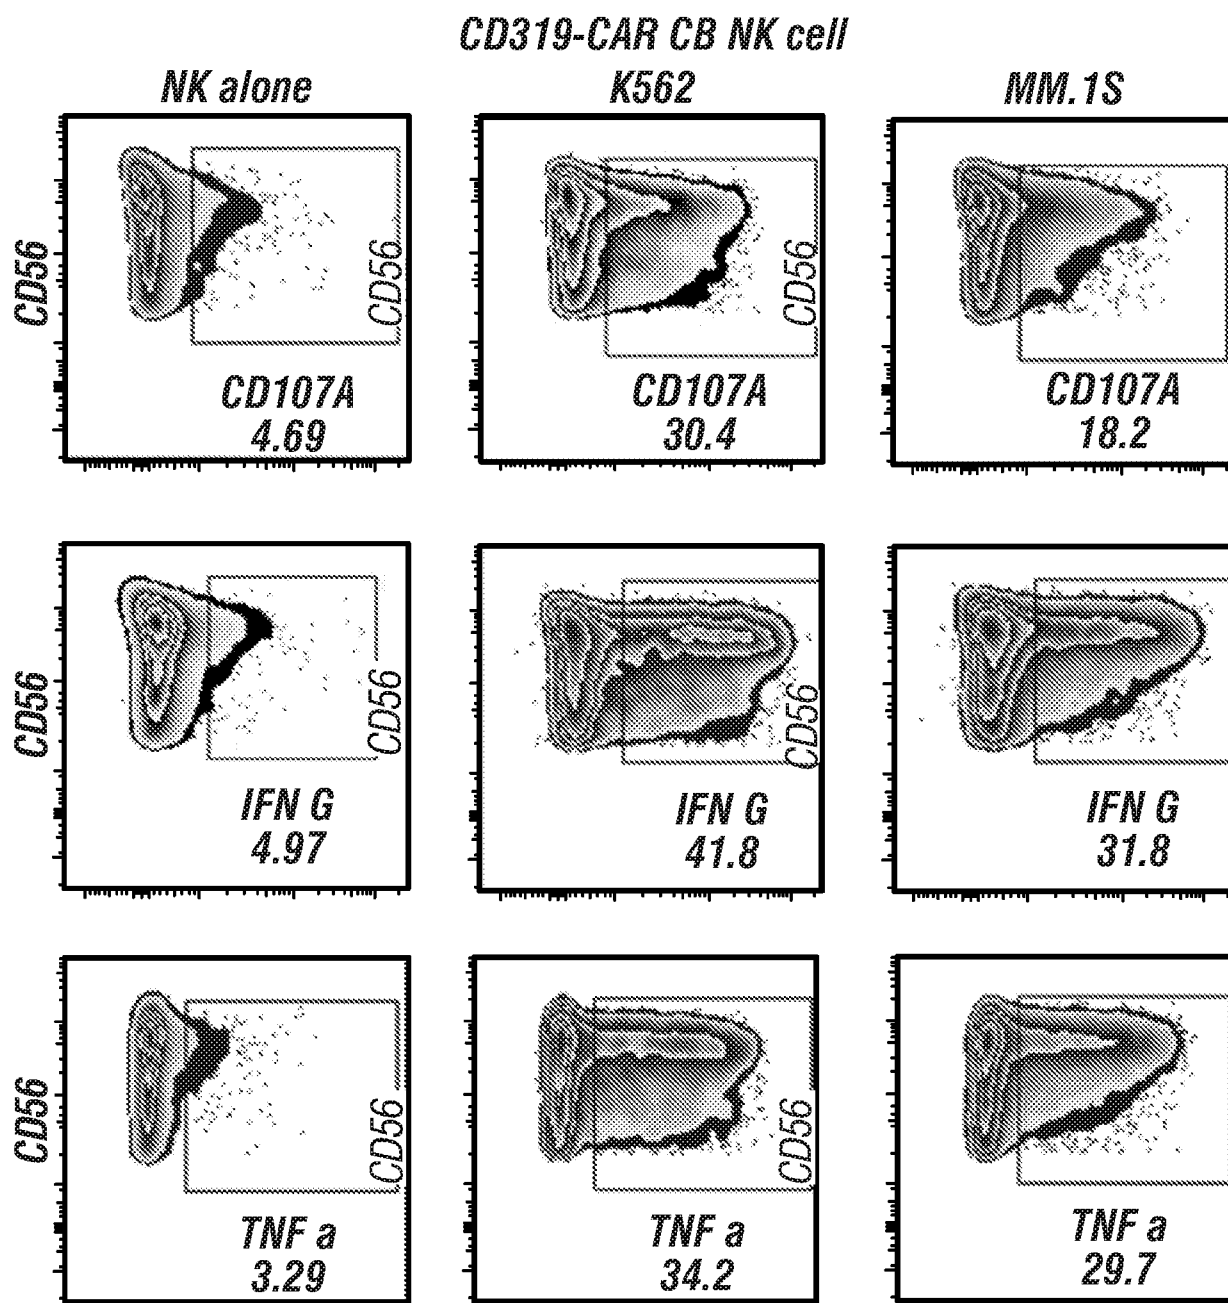 CD319-CAR CB NK cell
NK alone
K562
MM.1S
CD56
CD56
CD56
CD107A
4.69
CD107A
30.4
CD107A
18.2
CD56
CD56
CD56
IFN G
4.97
IFN G
41.8
IFN G
31.8
CD56
CD56
CD56
TNF a
3.29
TNF a
34.2
TNF a
29.7